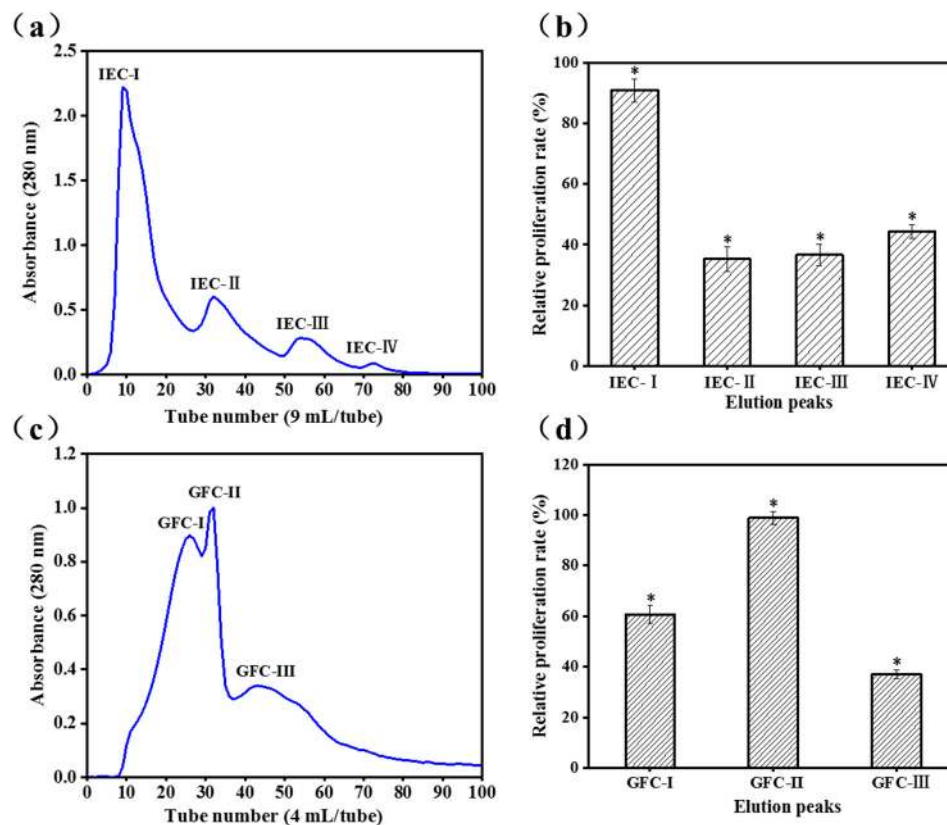 (a)
2.5
2.0
1.5
1.0
0.5
0.0
Absorbance (280 nm)
IEC-I
IEC-Ⅱ
IEC-III
IEC-IV
0 10 20 30 40 50 60 70 80 90 100
Tube number (9 mL/tube)
(b)
100
80
60
40
20
0
Relative proliferation rate (%)
* * * *
IEC-Ⅰ IEC-Ⅱ IEC-Ⅲ IEC-Ⅳ
Elution peaks
(c)
1.2
1.0
0.8
0.6
0.4
0.2
0.0
Absorbance (280 nm)
GFC-II
GFC-I
GFC-III
0 10 20 30 40 50 60 70 80 90 100
Tube number (4 mL/tube)
(d)
120
100
80
60
40
20
0
Relative proliferation rate (%)
* * *
GFC-Ⅰ GFC-Ⅱ GFC-Ⅲ
Elution peaks